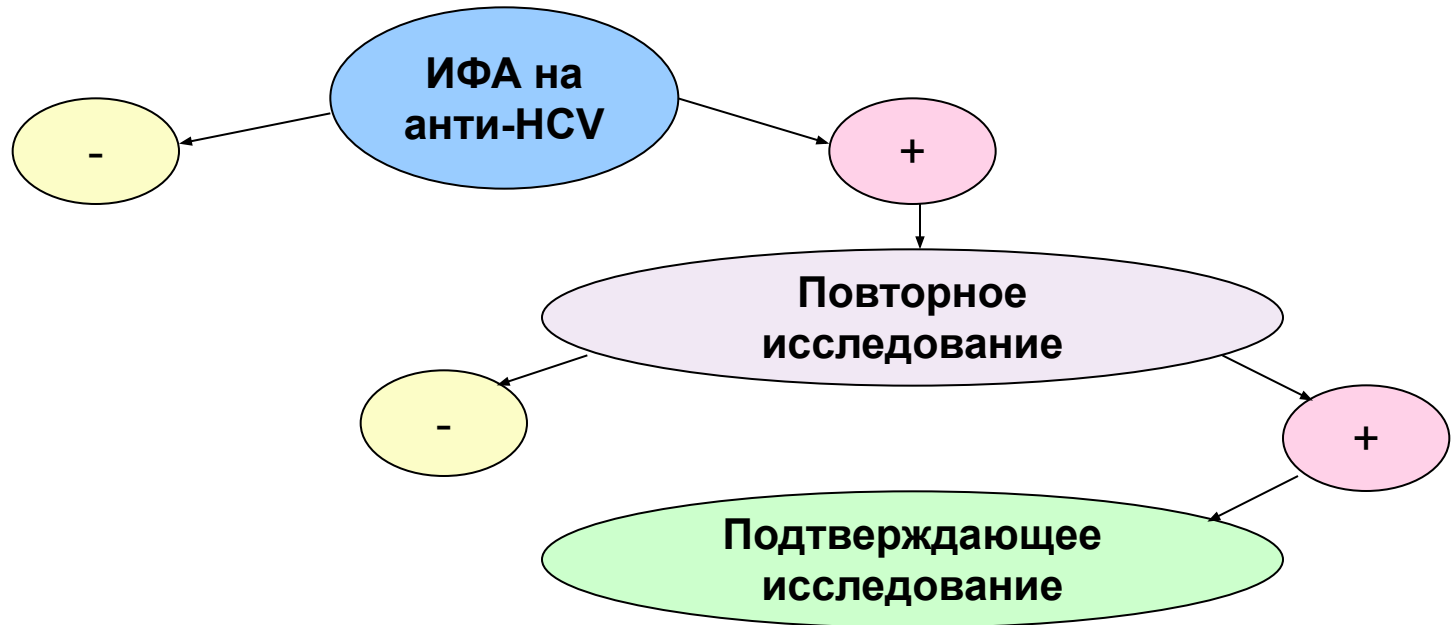 ИФА на
анти-HCV
-
+
Повторное
исследование
-
+
Подтверждающее
исследование